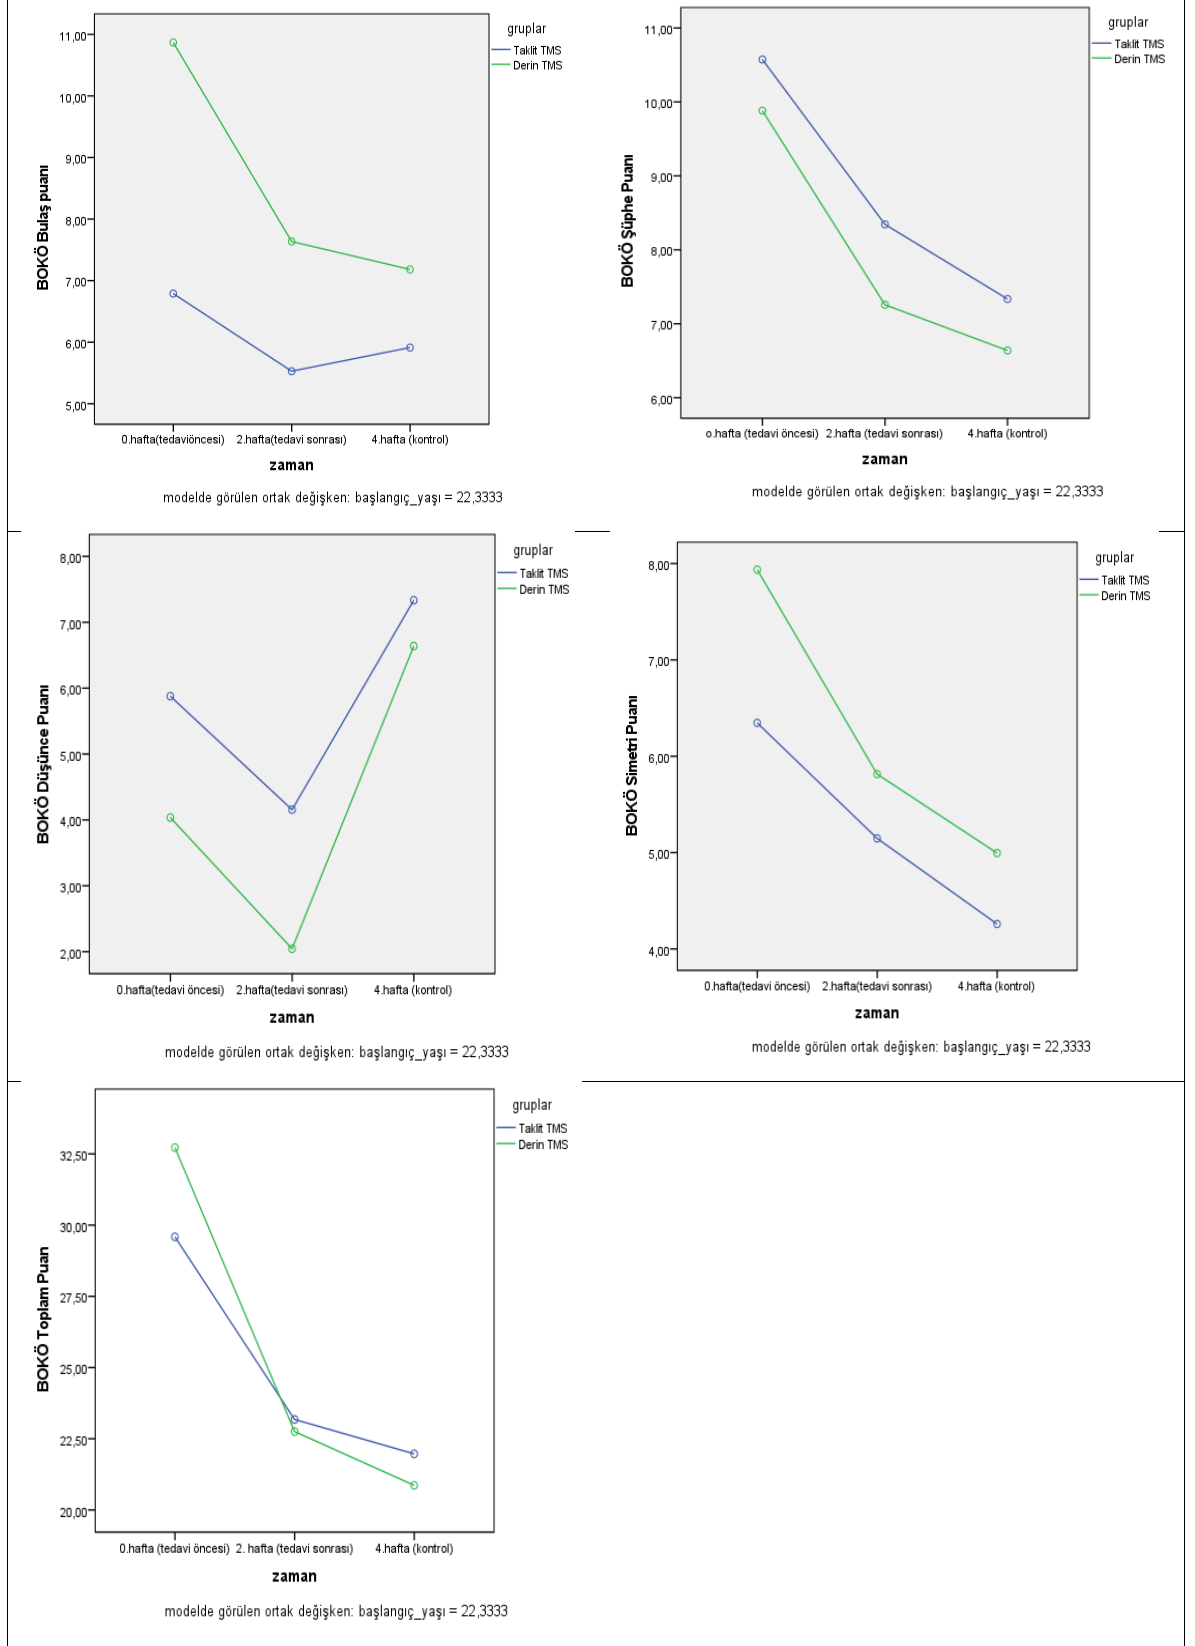 gruplar
Taklit TMS
Derin TMS
11,00
10,00
9,00
8,00
7,00
6,00
5,00
BOKÖ Bulaş puanı
0.hafta(tedaviöncesi)
2.hafta(tedavi sonrası)
4.hafta (kontrol)
zaman
modelde görülen ortak değişken: başlangıç_yaşı = 22,3333
gruplar
Taklit TMS
Derin TMS
11,00
10,00
9,00
8,00
7,00
6,00
BOKÖ Şüphe Puanı
o.hafta (tedavi öncesi)
2.hafta (tedavi sonrası)
4.hafta (kontrol)
zaman
modelde görülen ortak değişken: başlangıç_yaşı = 22,3333
gruplar
Taklit TMS
Derin TMS
8,00
7,00
6,00
5,00
4,00
3,00
2,00
BOKÖ Düşünce Puanı
0.hafta(tedavi öncesi)
2.hafta(tedavi sonrası)
4.hafta (kontrol)
zaman
modelde görülen ortak değişken: başlangıç_yaşı = 22,3333
gruplar
Taklit TMS
Derin TMS
8,00
7,00
6,00
5,00
4,00
BOKÖ Simetri Puanı
0.hafta(tedavi öncesi)
2.hafta(tedavi sonrası)
4.hafta (kontrol)
zaman
modelde görülen ortak değişken: başlangıç_yaşı = 22,3333
gruplar
Taklit TMS
Derin TMS
32,50
30,00
27,50
25,00
22,50
20,00
BOKÖ Toplam Puan
0.hafta (tedavi öncesi)
2. hafta (tedavi sonrası)
4.hafta (kontrol)
zaman
modelde görülen ortak değişken: başlangıç_yaşı = 22,3333